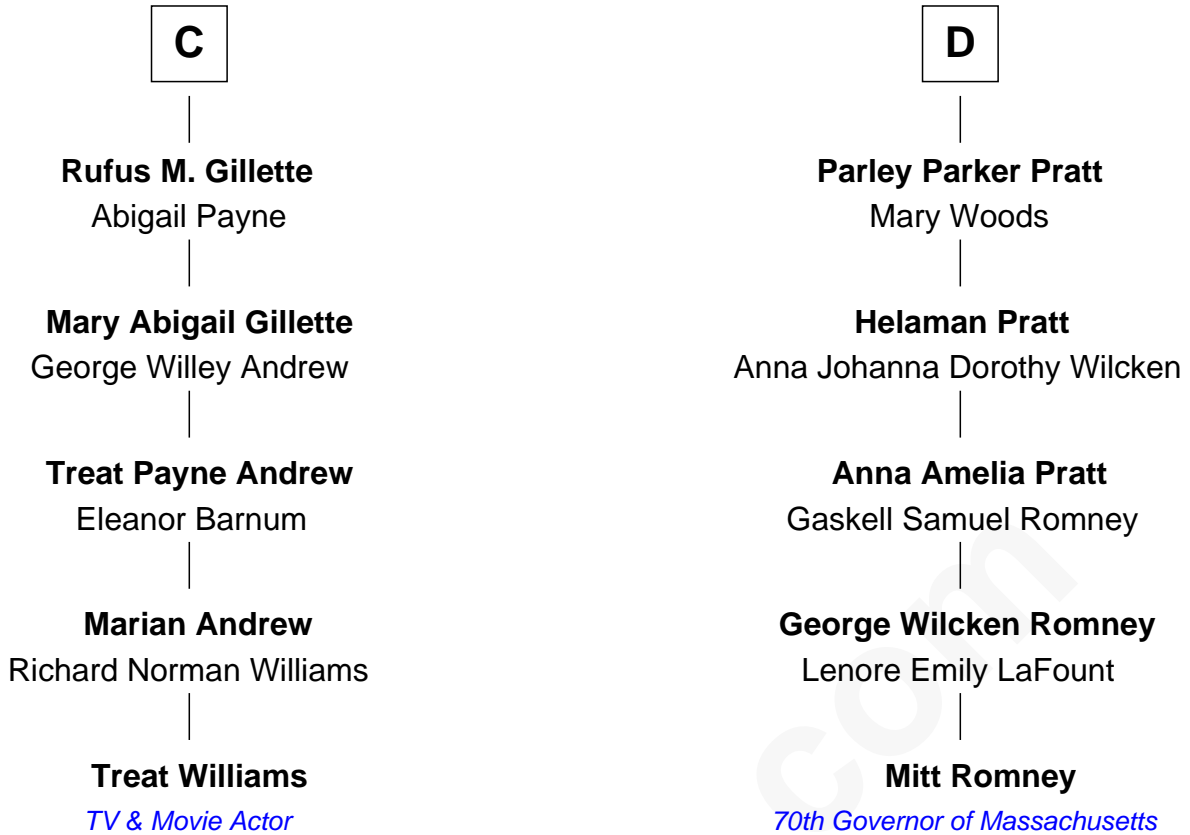 C
Rufus M. Gillette
Abigail Payne
Mary Abigail Gillette
George Willey Andrew
Treat Payne Andrew
Eleanor Barnum
Marian Andrew
Richard Norman Williams
Treat Williams
TV & Movie Actor
D
Parley Parker Pratt
Mary Woods
Helaman Pratt
Anna Johanna Dorothy Wilcken
Anna Amelia Pratt
Gaskell Samuel Romney
George Wilcken Romney
Lenore Emily LaFount
Mitt Romney
70th Governor of Massachusetts
com